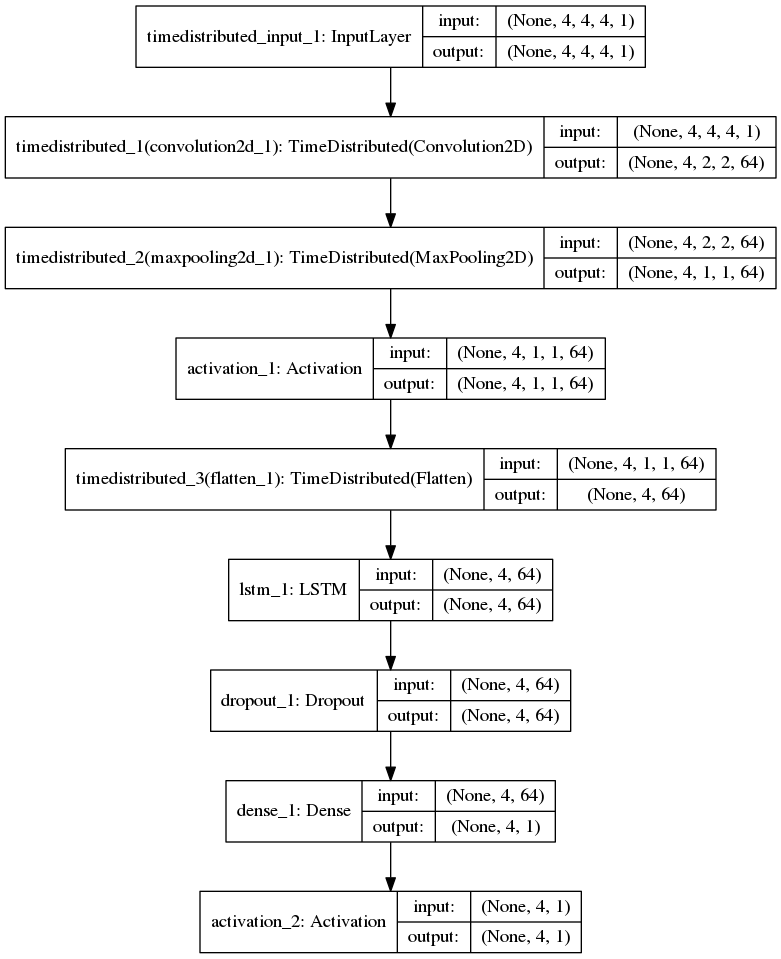 timedistributed_input_1: InputLayer
input: (None, 4, 4, 4, 1)
output: (None, 4, 4, 4, 1)
timedistributed_1(convolution2d_1): TimeDistributed(Convolution2D)
input: (None, 4, 4, 4, 1)
output: (None, 4, 2, 2, 64)
timedistributed_2(maxpooling2d_1): TimeDistributed(MaxPooling2D)
input: (None, 4, 2, 2, 64)
output: (None, 4, 1, 1, 64)
activation_1: Activation
input: (None, 4, 1, 1, 64)
output: (None, 4, 1, 1, 64)
timedistributed_3(flatten_1): TimeDistributed(Flatten)
input: (None, 4, 1, 1, 64)
output: (None, 4, 64)
lstm_1: LSTM
input: (None, 4, 64)
output: (None, 4, 64)
dropout_1: Dropout
input: (None, 4, 64)
output: (None, 4, 64)
dense_1: Dense
input: (None, 4, 64)
output: (None, 4, 1)
activation_2: Activation
input: (None, 4, 1)
output: (None, 4, 1)